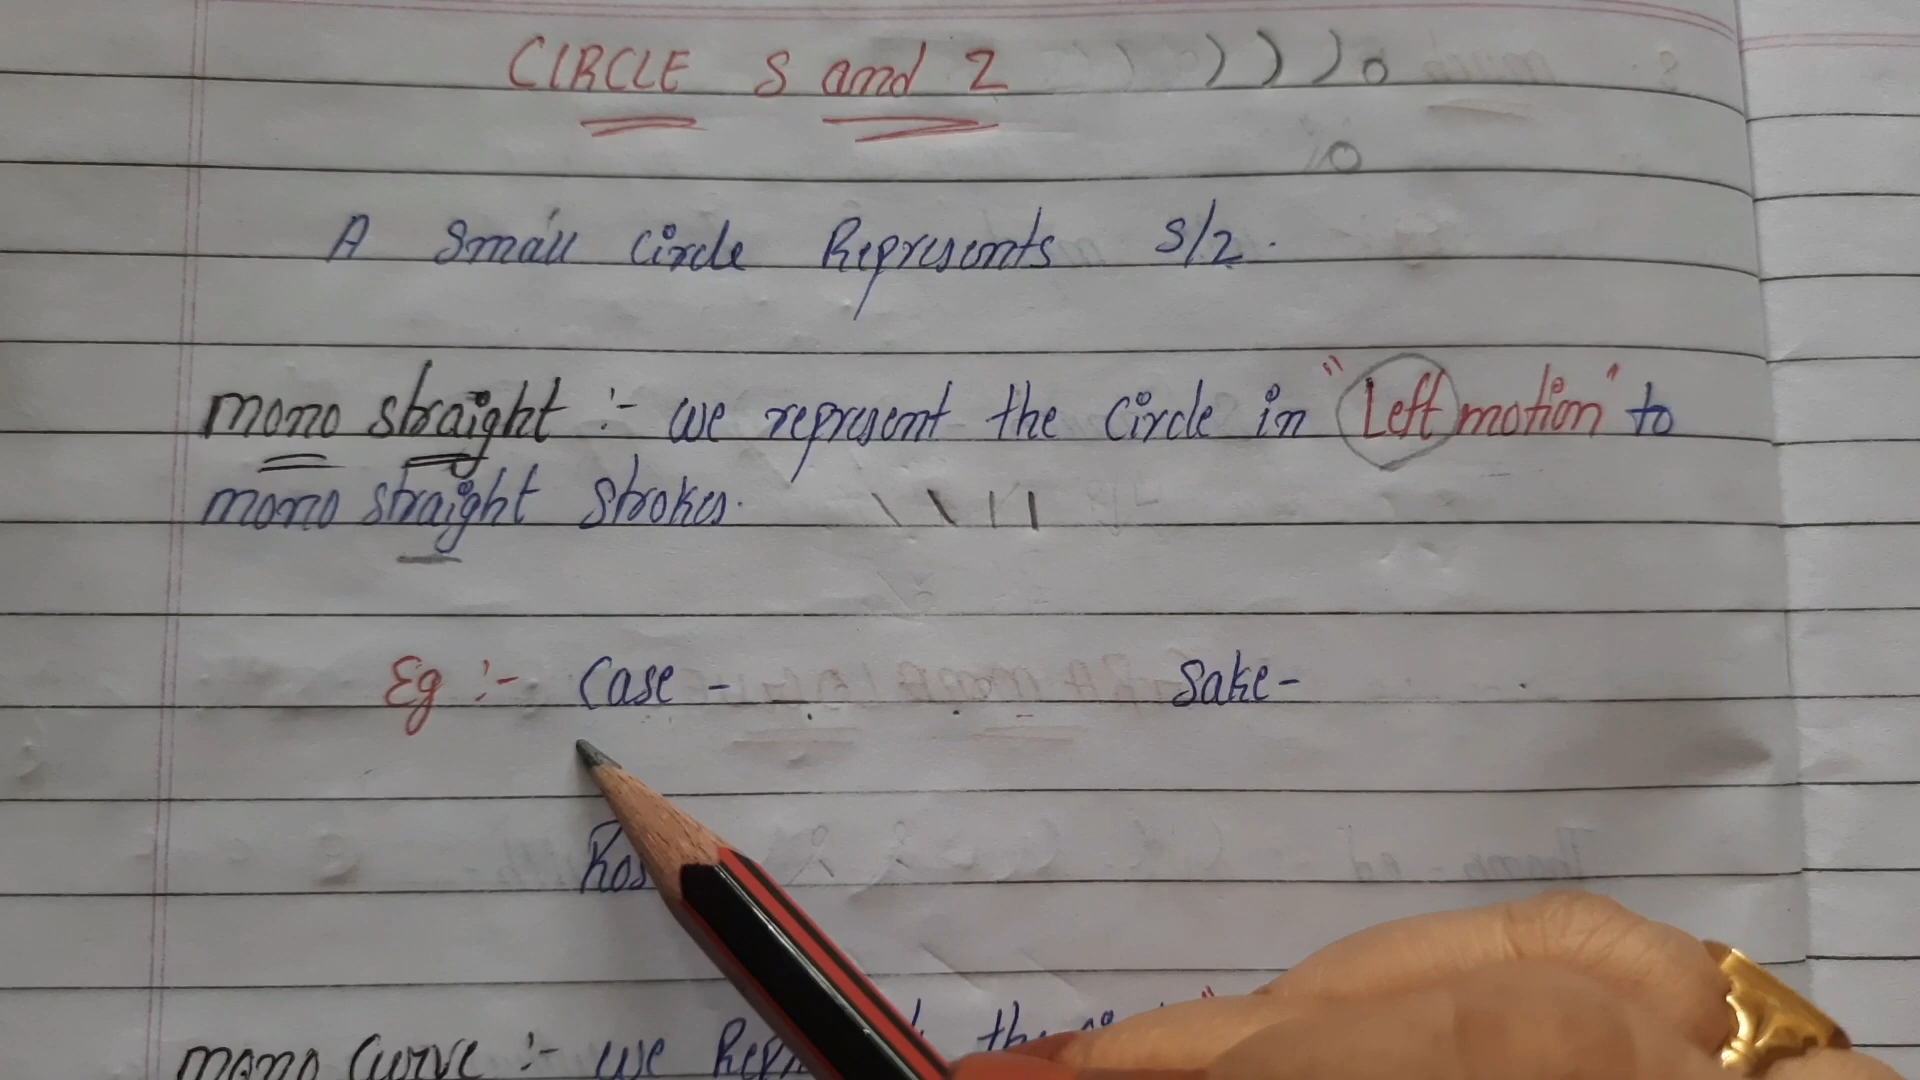 CIRCLE S and Z
A Small Circle Represents S/Z.
mono straight :- we represent the Circle in "Left motion" to
mono straight Strokes.
Eg :- Case - Sake-
mono Curve :- we